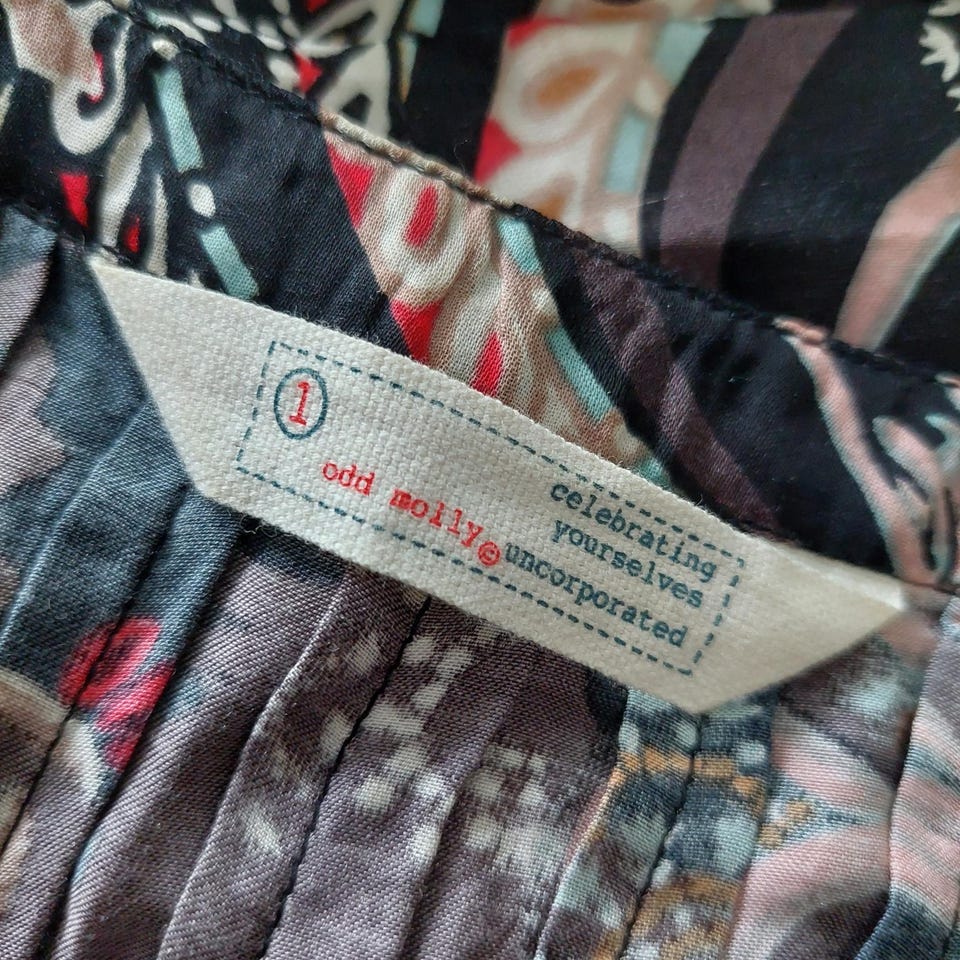 1
odd molly©
celebrating
yourselves
uncorporated